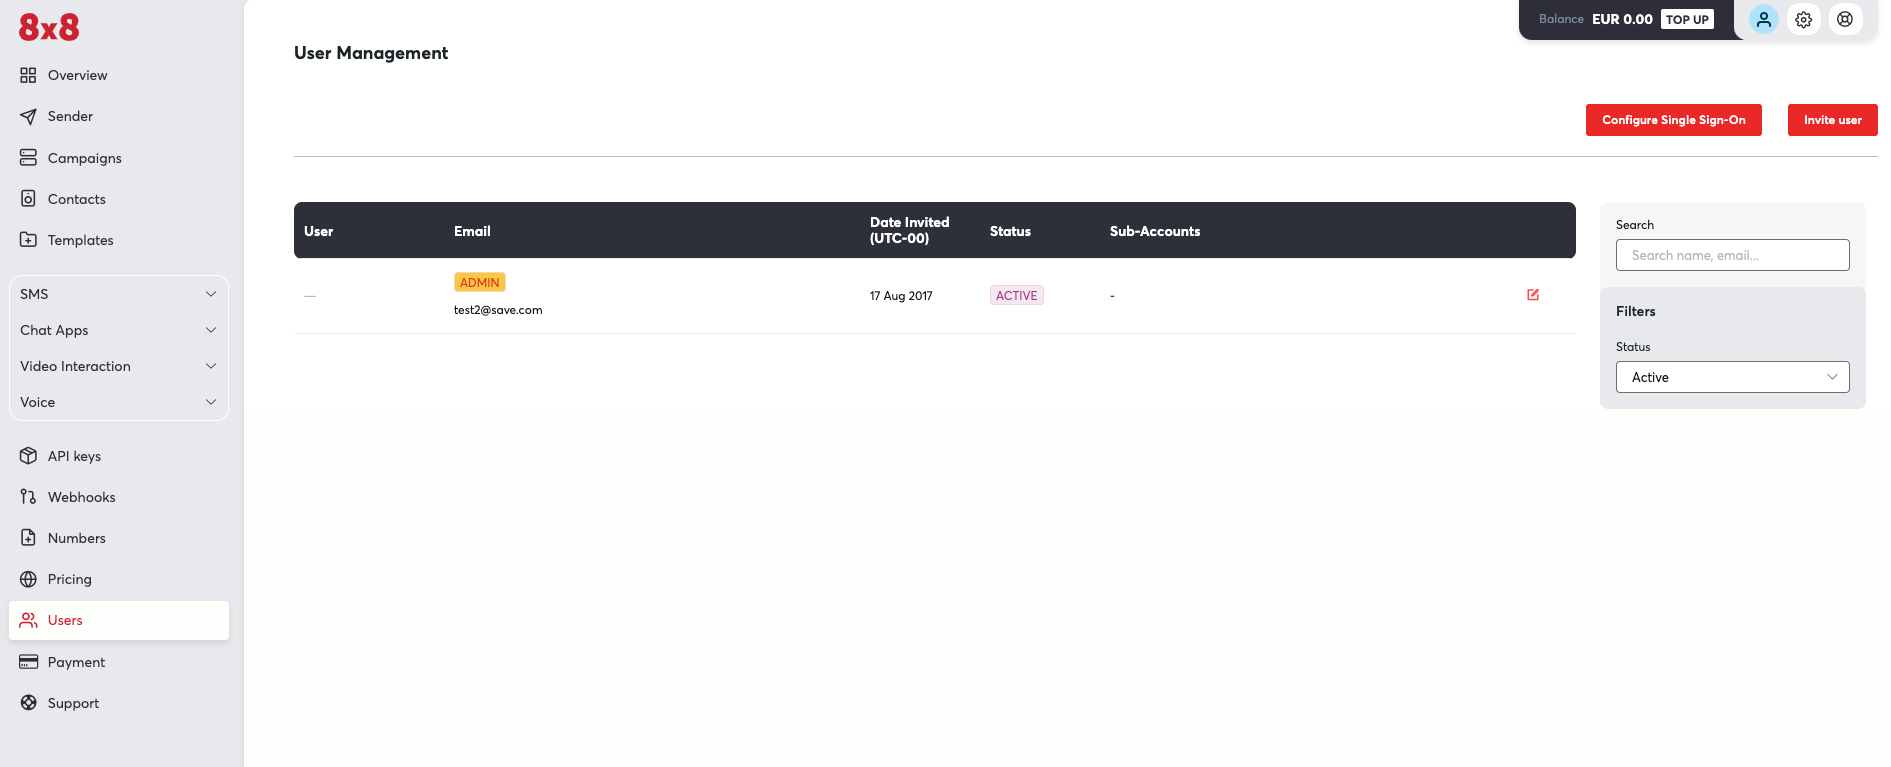 8x8
Balance EUR 0.00 TOP UP
User Management
Overview
Sender
Campaigns
Contacts
Templates
SMS
Chat Apps
Video Interaction
Voice
API keys
Webhooks
Numbers
Pricing
Users
Payment
Support
Configure Single Sign-On
Invite user
User Email Date Invited (UTC-00) Status Sub-Accounts
— ADMIN
test2@save.com
17 Aug 2017 ACTIVE -
Search
Search name, email...
Filters
Status
Active